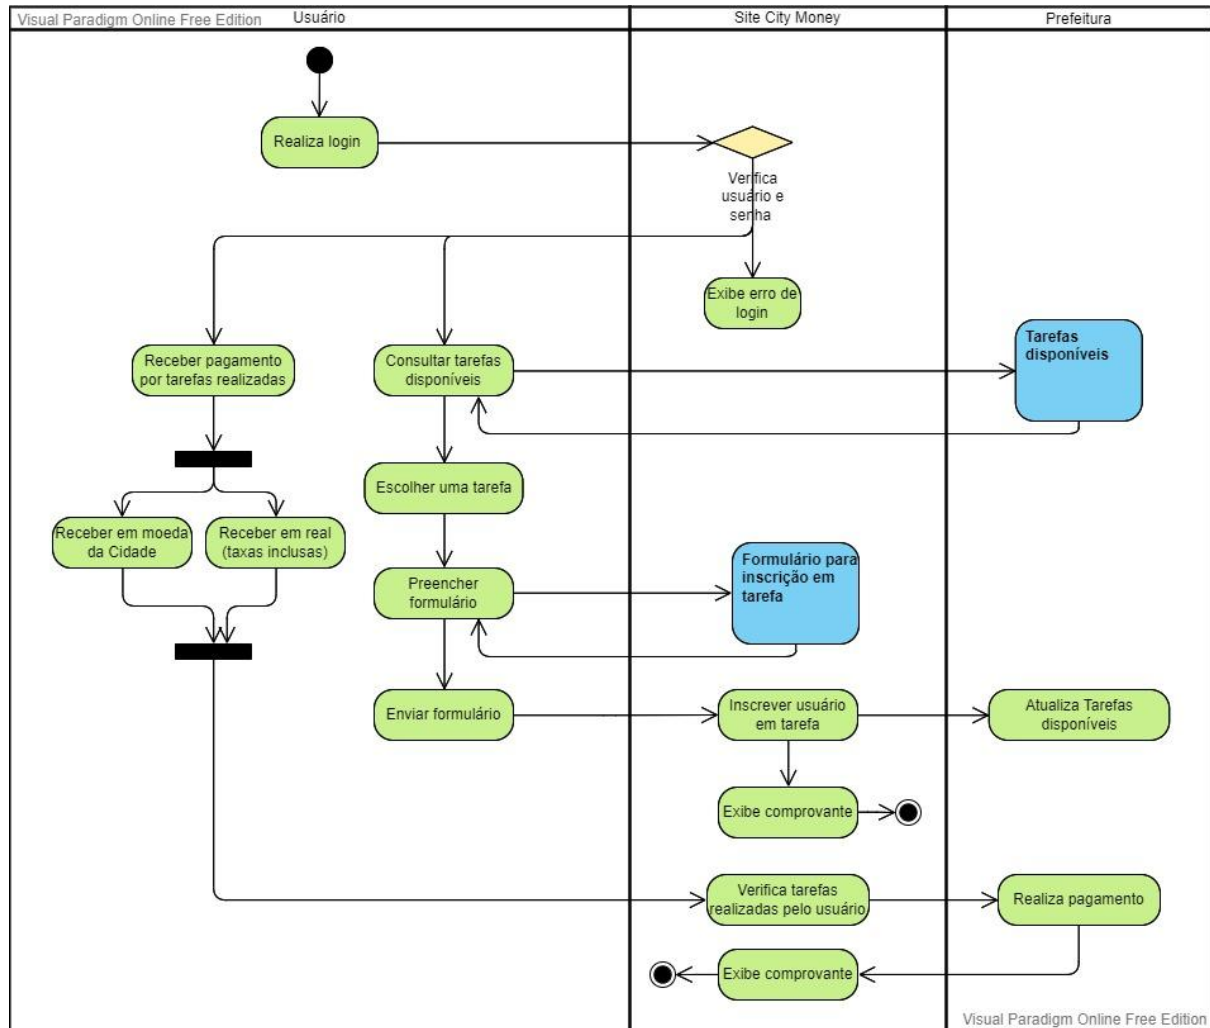 Visual Paradigm Online Free Edition
Usuário
Site City Money
Prefeitura
Realiza login
Verifica
usuário e
senha
Exibe erro de
login
Receber pagamento
por tarefas realizadas
Consultar tarefas
disponíveis
Tarefas
disponíveis
Escolher uma tarefa
Receber em moeda
da Cidade
Receber em real
(taxas inclusas)
Preencher
formulário
Formulário para
inscrição em
tarefa
Enviar formulário
Inscrever usuário
em tarefa
Atualiza Tarefas
disponíveis
Exibe comprovante
Verifica tarefas
realizadas pelo usuário
Realiza pagamento
Exibe comprovante
Visual Paradigm Online Free Edition